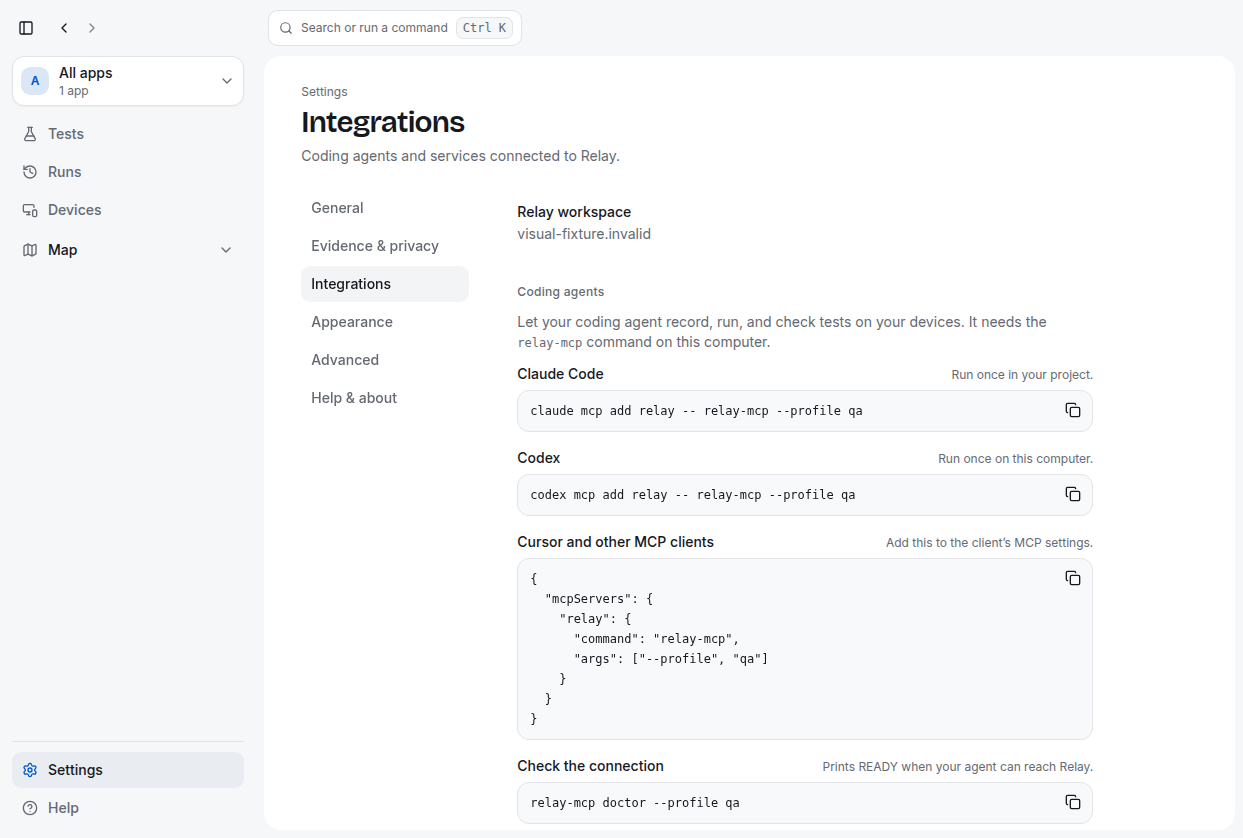 Search or run a command Ctrl K
A
All apps
1 app
Tests
Runs
Devices
Map
Settings
Help
Settings
Integrations
Coding agents and services connected to Relay.
General
Evidence & privacy
Integrations
Appearance
Advanced
Help & about
Relay workspace
visual-fixture.invalid
Coding agents
Let your coding agent record, run, and check tests on your devices. It needs the
relay-mcp command on this computer.
Claude Code Run once in your project.
claude mcp add relay -- relay-mcp --profile qa
Codex Run once on this computer.
codex mcp add relay -- relay-mcp --profile qa
Cursor and other MCP clients Add this to the client’s MCP settings.
{
  "mcpServers": {
    "relay": {
      "command": "relay-mcp",
      "args": ["--profile", "qa"]
    }
  }
}
Check the connection Prints READY when your agent can reach Relay.
relay-mcp doctor --profile qa